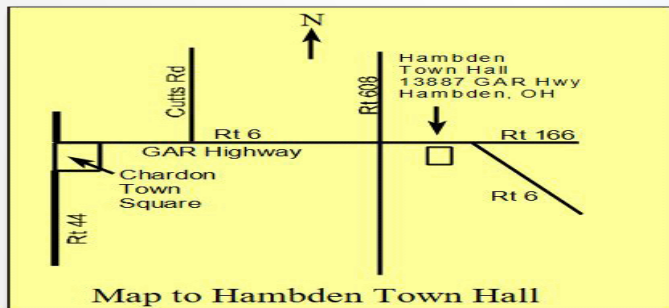 N
Cutts Rd
Rt 608
Hambden
Town Hall
13887 GAR Hwy
Hambden, OH
Rt 6
Rt 166
GAR Highway
Chardon
Town
Square
Rt 6
Rt 44
Map to Hambden Town Hall